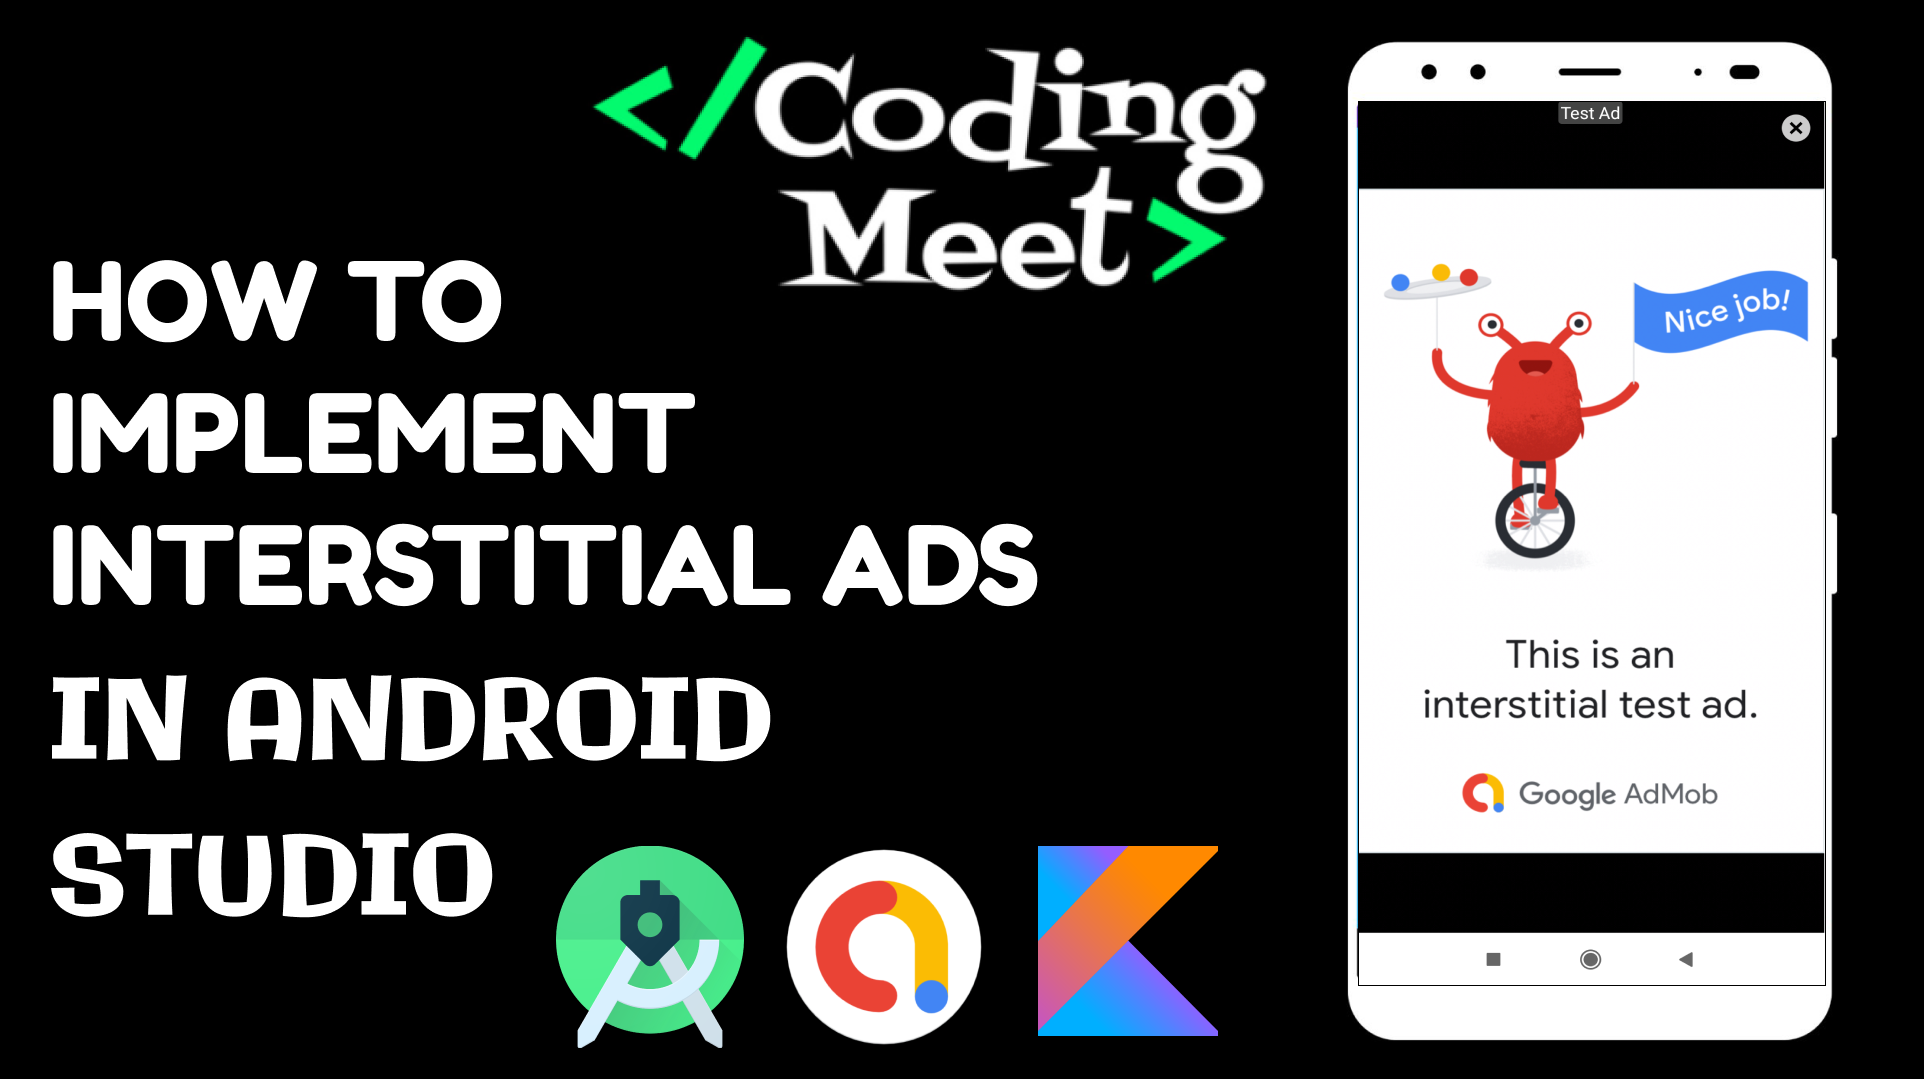 </Coding
Meet>
HOW TO
IMPLEMENT
INTERSTITIAL ADS
IN ANDROID
STUDIO
Test Ad
Nice job!
This is an
interstitial test ad.
Google AdMob